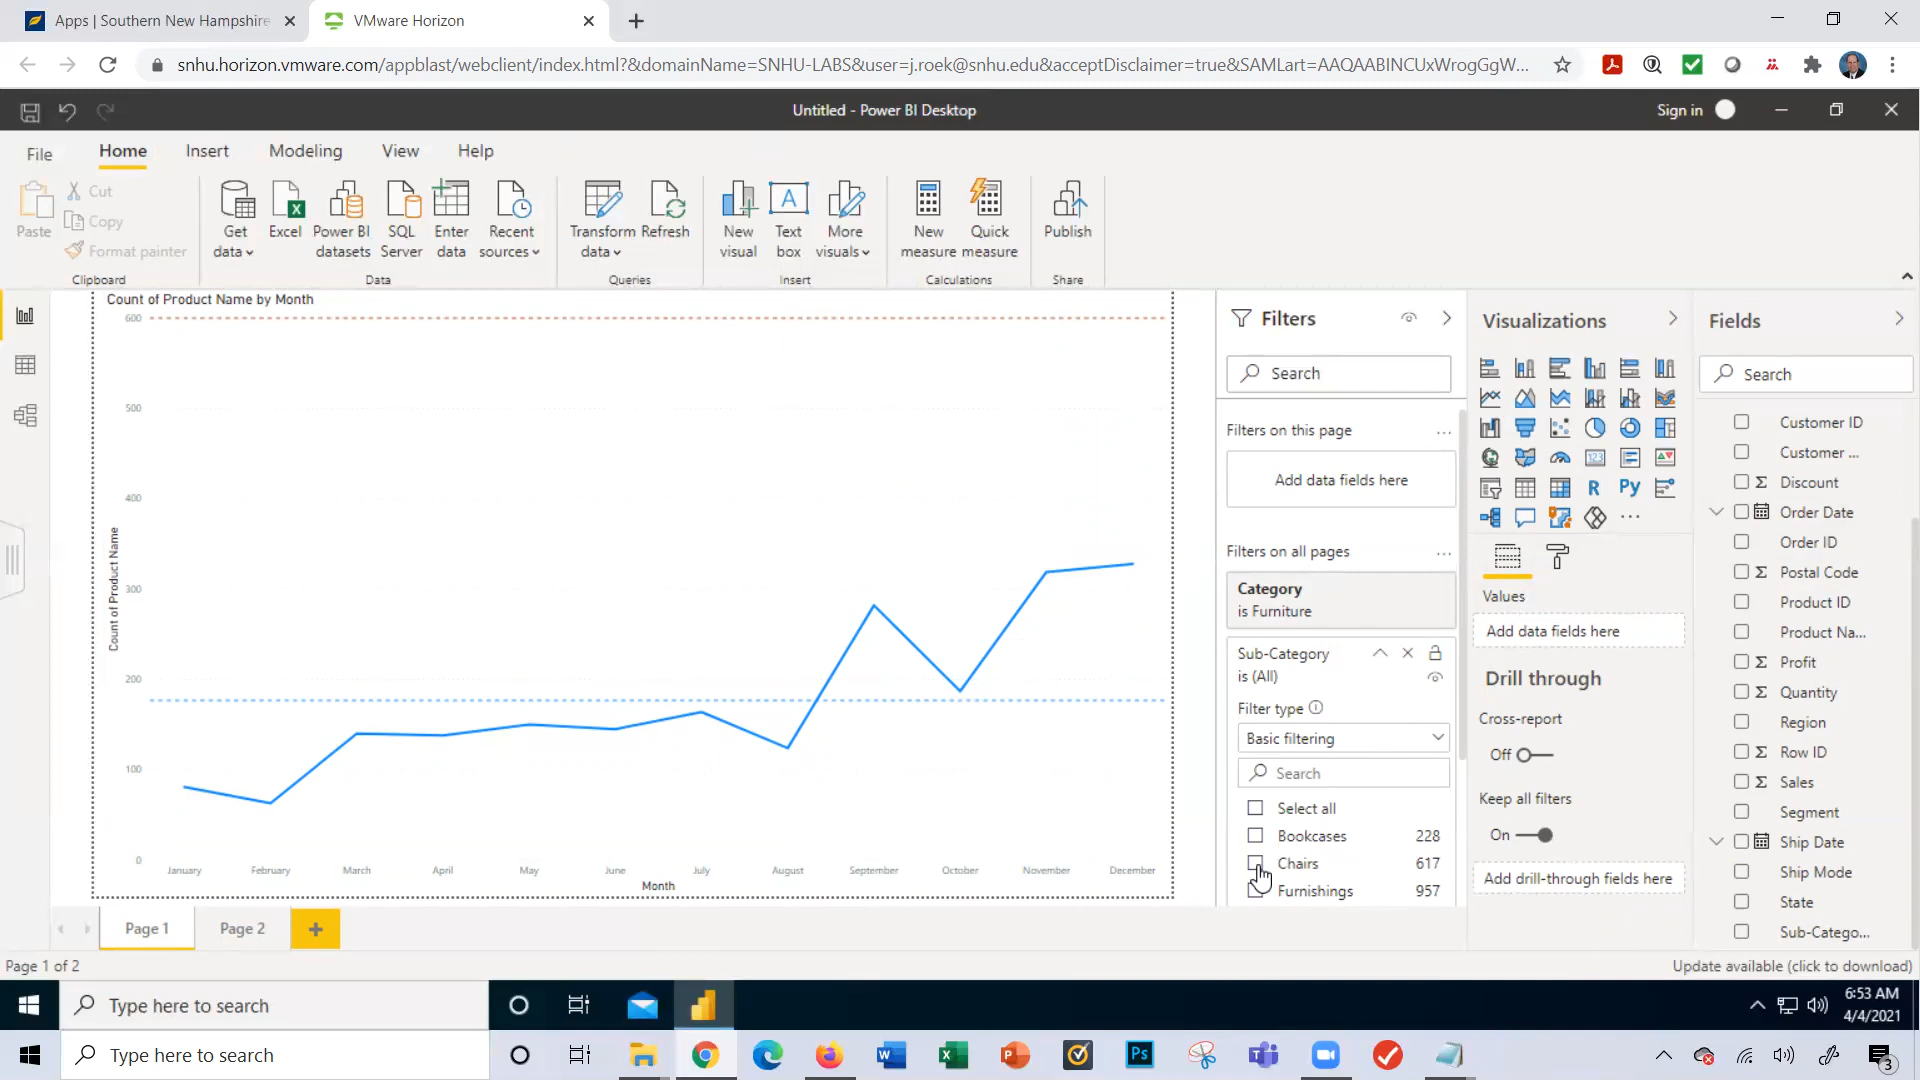 Apps | Southern New Hampshire
VMware Horizon
snhu.horizon.vmware.com/appblast/webclient/index.html?&domainName=SNHU-LABS&user=j.roek@snhu.edu&acceptDisclaimer=true&SAMLart=AAQAABINCUxWrogGgW...
Untitled - Power BI Desktop
Sign in
File
Home
Insert
Modeling
View
Help
Paste
Cut
Copy
Format painter
Clipboard
Get data
Excel
Power BI datasets
SQL Server
Enter data
Recent sources
Data
Transform data
Refresh
Queries
New visual
Text box
More visuals
Insert
New measure
Quick measure
Calculations
Publish
Share
Count of Product Name by Month
600
500
400
300
200
100
0
Count of Product Name
January
February
March
April
May
June
July
August
September
October
November
December
Month
Filters
Search
Filters on this page
...
Add data fields here
Filters on all pages
...
Category
is Furniture
Sub-Category
is (All)
Filter type
Basic filtering
Search
Select all
Bookcases 228
Chairs 617
Furnishings 957
Visualizations
R
Py
123
...
Values
Add data fields here
Drill through
Cross-report
Off
Keep all filters
On
Add drill-through fields here
Fields
Search
Customer ID
Customer ...
Σ Discount
Order Date
Order ID
Σ Postal Code
Product ID
Product Na...
Σ Profit
Σ Quantity
Region
Σ Row ID
Σ Sales
Segment
Ship Date
Ship Mode
State
Sub-Catego...
Page 1
Page 2
+
Page 1 of 2
Update available (click to download)
Type here to search
6:53 AM
4/4/2021
Type here to search
Ps
3